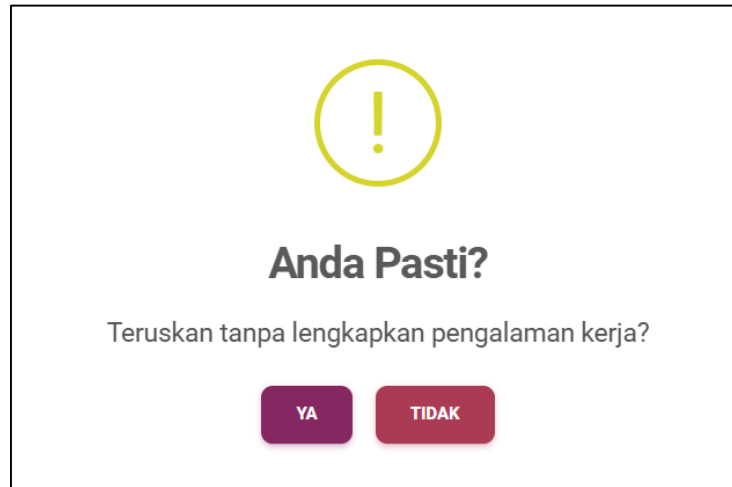 !
Anda Pasti?
Teruskan tanpa lengkapkan pengalaman kerja?
YA
TIDAK